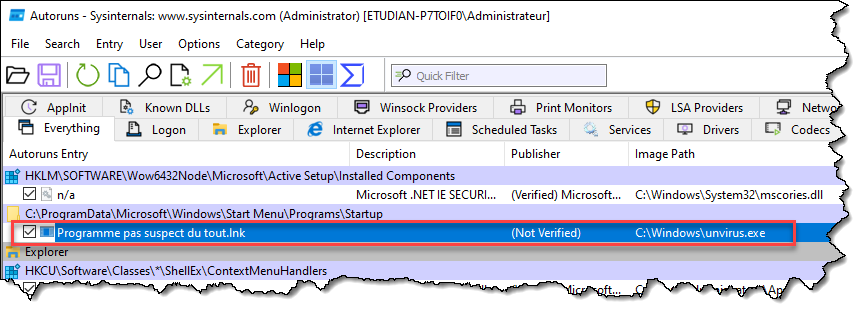 Autoruns - Sysinternals: www.sysinternals.com (Administrator) [ETUDIAN-P7TOIF0\Administrateur]
File Search Entry User Options Category Help
Quick Filter
AppInit Known DLLs Winlogon Winsock Providers Print Monitors LSA Providers Netwo
Everything Logon Explorer Internet Explorer Scheduled Tasks Services Drivers Codecs
Autoruns Entry Description Publisher Image Path
HKLM\SOFTWARE\Wow6432Node\Microsoft\Active Setup\Installed Components
n/a Microsoft .NET IE SECURI... (Verified) Microsoft... C:\Windows\System32\mscories.dll
C:\ProgramData\Microsoft\Windows\Start Menu\Programs\Startup
Programme pas suspect du tout.lnk (Not Verified) C:\Windows\unvirus.exe
Explorer
HKCU\Software\Classes\*\ShellEx\ContextMenuHandlers